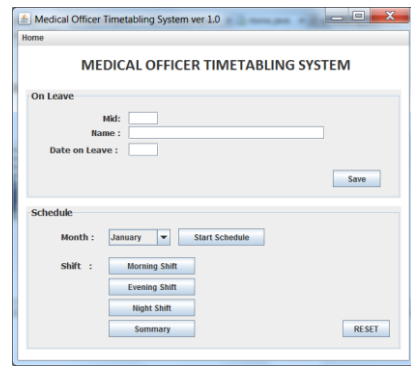 Medical Officer Timetabling System ver 1.0
Home
MEDICAL OFFICER TIMETABLING SYSTEM
On Leave
Mid:
Name :
Date on Leave :
Save
Schedule
Month : January Start Schedule
Shift : Morning Shift
Evening Shift
Night Shift
Summary RESET